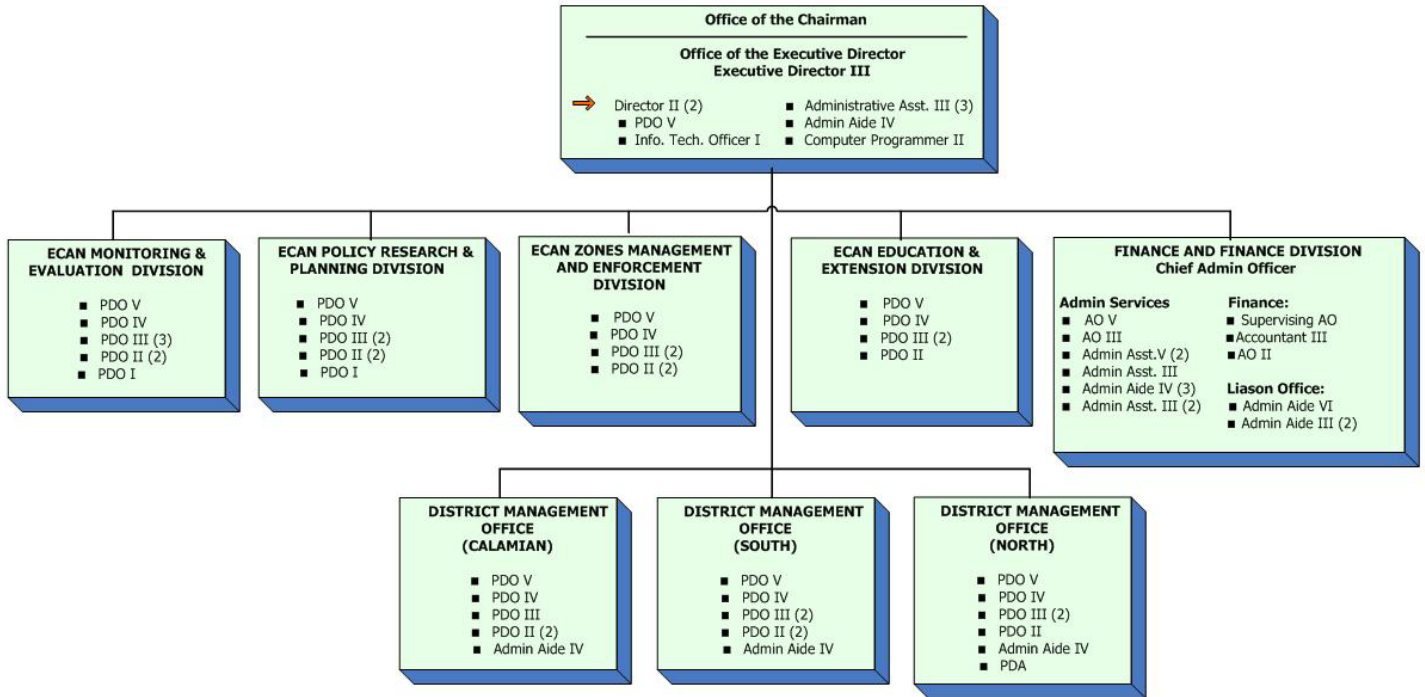 Office of the Chairman
Office of the Executive Director
Executive Director III
Director II (2)
■ PDO V
■ Info. Tech. Officer I
■ Administrative Asst. III (3)
■ Admin Aide IV
■ Computer Programmer II
ECAN MONITORING &
EVALUATION DIVISION
■ PDO V
■ PDO IV
■ PDO III (3)
■ PDO II (2)
■ PDO I
ECAN POLICY RESEARCH &
PLANNING DIVISION
■ PDO V
■ PDO IV
■ PDO III (2)
■ PDO II (2)
■ PDO I
ECAN ZONES MANAGEMENT
AND ENFORCEMENT
DIVISION
■ PDO V
■ PDO IV
■ PDO III (2)
■ PDO II (2)
ECAN EDUCATION &
EXTENSION DIVISION
■ PDO V
■ PDO IV
■ PDO III (2)
■ PDO II
FINANCE AND FINANCE DIVISION
Chief Admin Officer
Admin Services
■ AO V
■ AO III
■ Admin Asst.V (2)
■ Admin Asst. III
■ Admin Aide IV (3)
■ Admin Asst. III (2)
Finance:
■ Supervising AO
■ Accountant III
■ AO II
Liason Office:
■ Admin Aide VI
■ Admin Aide III (2)
DISTRICT MANAGEMENT
OFFICE
(CALAMIAN)
■ PDO V
■ PDO IV
■ PDO III
■ PDO II (2)
■ Admin Aide IV
DISTRICT MANAGEMENT
OFFICE
(SOUTH)
■ PDO V
■ PDO IV
■ PDO III (2)
■ PDO II (2)
■ Admin Aide IV
DISTRICT MANAGEMENT
OFFICE
(NORTH)
■ PDO V
■ PDO IV
■ PDO III (2)
■ PDO II
■ Admin Aide IV
■ PDA